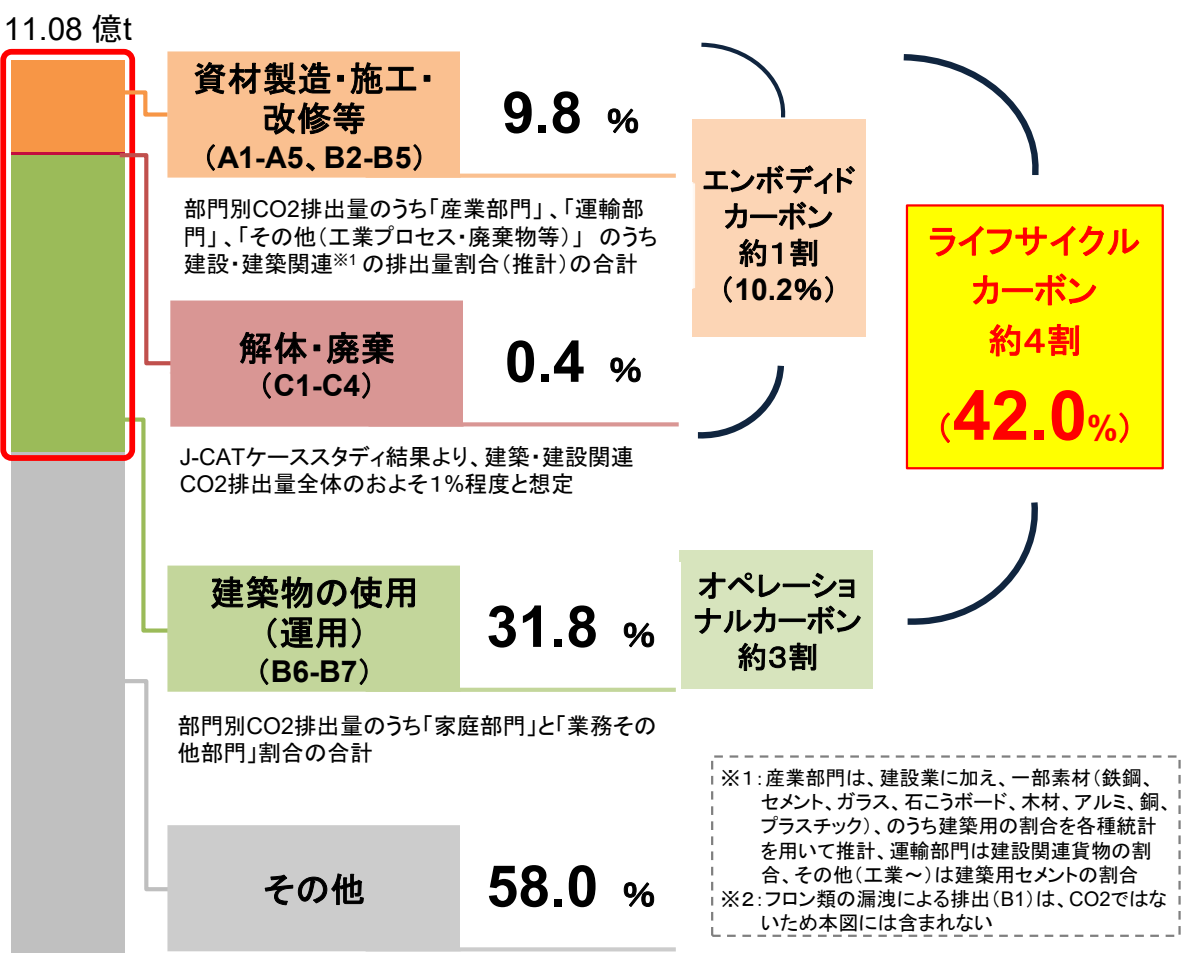 11.08 億t
資材製造・施工・
改修等
（A1-A5、B2-B5）
9.8 %
部門別CO2排出量のうち「産業部門」、「運輸部
門」、「その他（工業プロセス・廃棄物等）」 のうち
建設・建築関連※1 の排出量割合（推計）の合計
解体・廃棄
（C1-C4）
0.4 %
J-CATケーススタディ結果より、建築・建設関連
CO2排出量全体のおよそ１%程度と想定
建築物の使用
（運用）
（B6-B7）
31.8 %
部門別CO2排出量のうち「家庭部門」と「業務その
他部門」割合の合計
その他
58.0 %
エンボディド
カーボン
約１割
（10.2%）
オペレーショ
ナルカーボン
約３割
ライフサイクル
カーボン
約４割
（42.0%）
※１：産業部門は、建設業に加え、一部素材（鉄鋼、
セメント、ガラス、石こうボード、木材、アルミ、銅、
プラスチック）、のうち建築用の割合を各種統計
を用いて推計、運輸部門は建設関連貨物の割
合、その他（工業～）は建築用セメントの割合
※２：フロン類の漏洩による排出（B1）は、CO2ではな
いため本図には含まれない